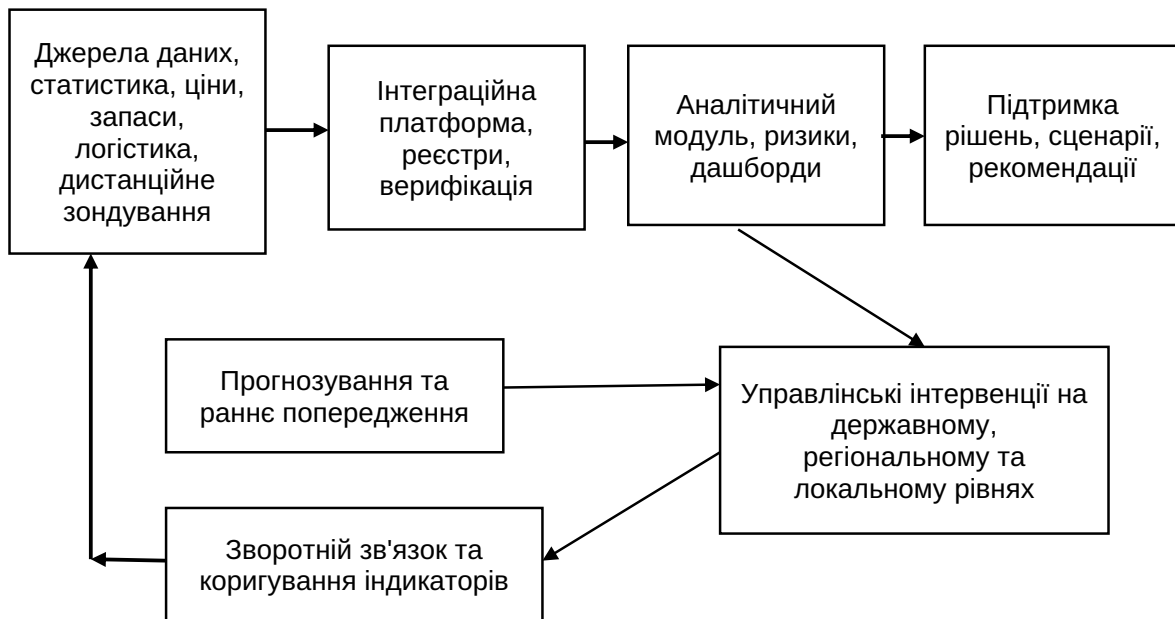 Джерела даних,
статистика, ціни,
запаси,
логістика,
дистанційне
зондування
Інтеграційна
платформа,
реєстри,
верифікація
Аналітичний
модуль, ризики,
дашборди
Підтримка
рішень, сценарії,
рекомендації
Прогнозування та
раннє попередження
Управлінські інтервенції на
державному,
регіональному та
локальному рівнях
Зворотній зв'язок та
коригування індикаторів